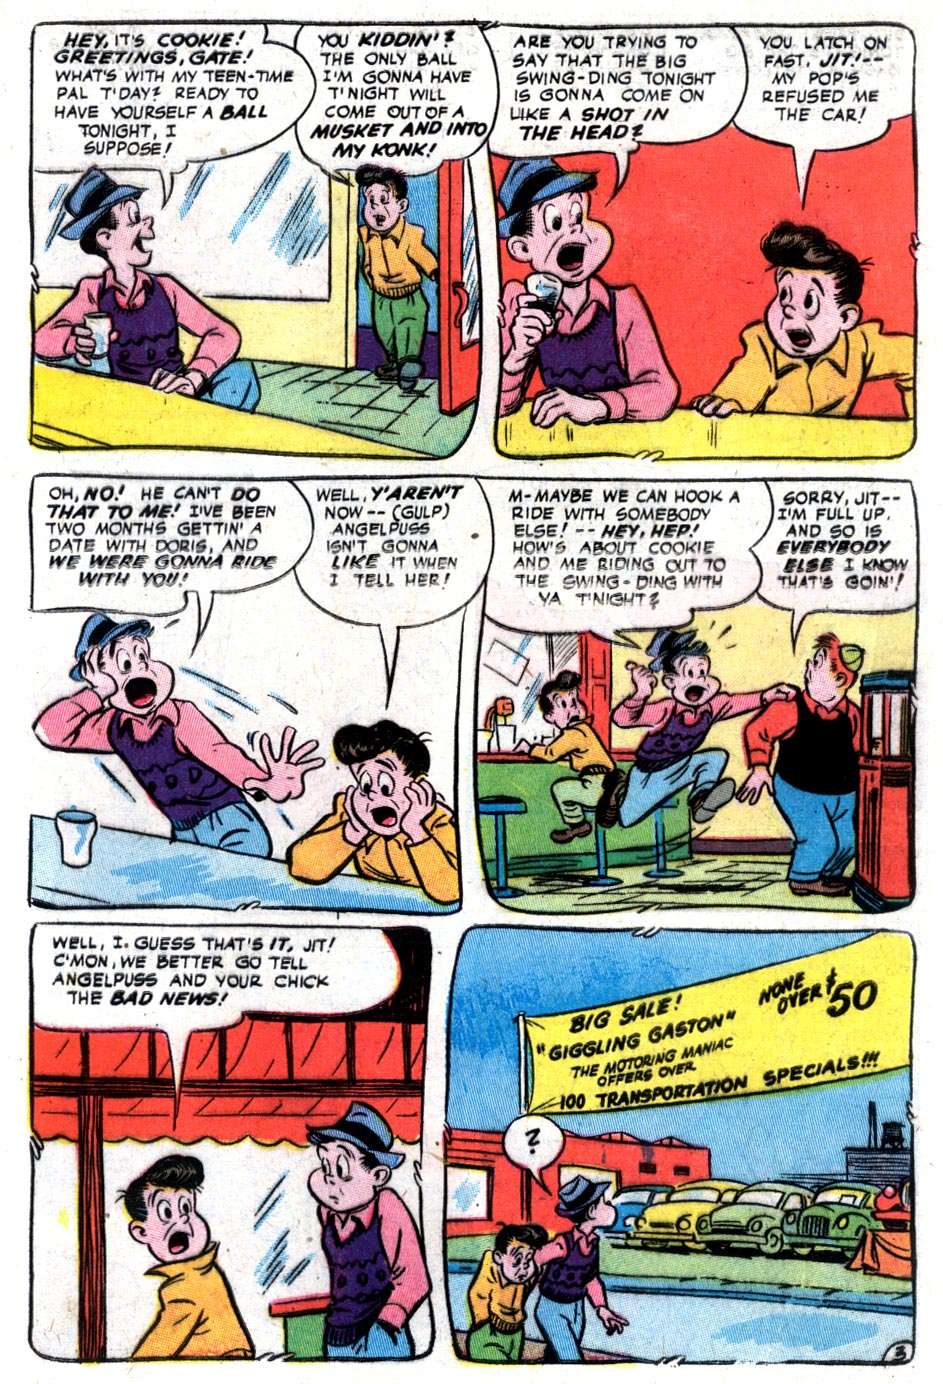 HEY, IT'S COOKIE!
GREETINGS, GATE!
WHAT'S WITH MY TEEN-TIME
PAL T'DAY? READY TO
HAVE YOURSELF A BALL
TONIGHT, I
SUPPOSE!
YOU KIDDIN'?
THE ONLY BALL
I'M GONNA HAVE
T'NIGHT WILL
COME OUT OF A
MUSKET AND INTO
MY KONK!
ARE YOU TRYING TO
SAY THAT THE BIG
SWING-DING TONIGHT
IS GONNA COME ON
LIKE A SHOT IN
THE HEAD?
YOU LATCH ON
FAST, JIT!--
MY POP'S
REFUSED ME
THE CAR!
OH, NO! HE CAN'T DO
THAT TO ME! I'VE BEEN
TWO MONTHS GETTIN' A
DATE WITH DORIS, AND
WE WERE GONNA RIDE
WITH YOU!
WELL, Y'AREN'T
NOW-- (GULP)
ANGELPUSS
ISN'T GONNA
LIKE IT WHEN
I TELL HER!
M-MAYBE WE CAN HOOK A
RIDE WITH SOMEBODY
ELSE!-- HEY, HEP!
HOW'S ABOUT COOKIE
AND ME RIDING OUT TO
THE SWING-DING WITH
YA T'NIGHT?
SORRY, JIT--
I'M FULL UP,
AND SO IS
EVERYBODY
ELSE I KNOW
THAT'S GOIN'!
WELL, I GUESS THAT'S IT, JIT!
C'MON, WE BETTER GO TELL
ANGELPUSS AND YOUR CHICK
THE BAD NEWS!
BIG SALE!
"GIGGLING GASTON"
THE MOTORING MANIAC
OFFERS OVER
100 TRANSPORTATION SPECIALS!!!
NONE
OVER $50
?
3